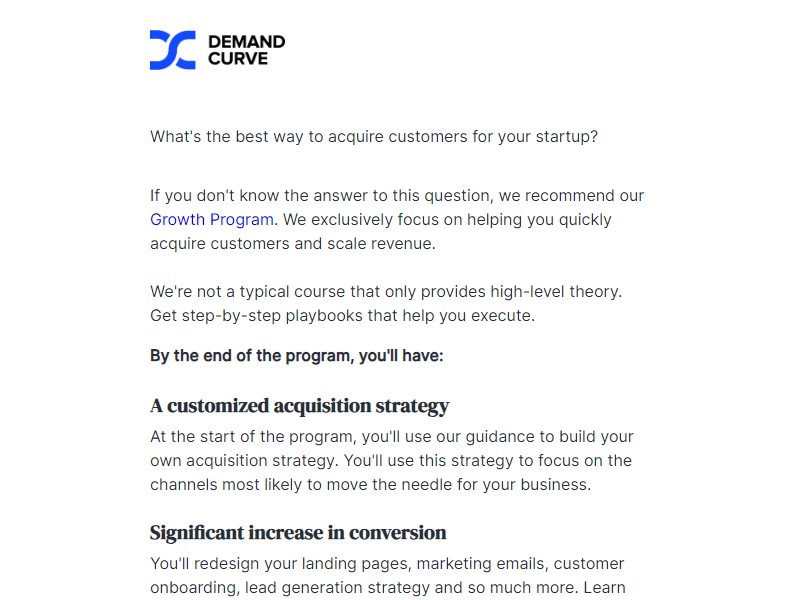 DEMAND
CURVE
What's the best way to acquire customers for your startup?
If you don't know the answer to this question, we recommend our
Growth Program. We exclusively focus on helping you quickly
acquire customers and scale revenue.
We're not a typical course that only provides high-level theory.
Get step-by-step playbooks that help you execute.
By the end of the program, you'll have:
A customized acquisition strategy
At the start of the program, you'll use our guidance to build your
own acquisition strategy. You'll use this strategy to focus on the
channels most likely to move the needle for your business.
Significant increase in conversion
You'll redesign your landing pages, marketing emails, customer
onboarding, lead generation strategy and so much more. Learn